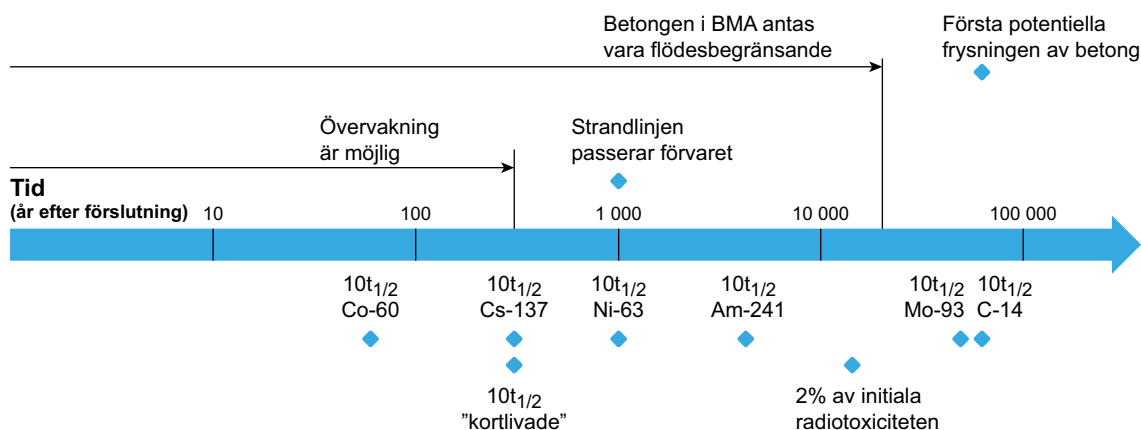 Betongen i BMA antas
vara flödesbegränsande
Första potentiella
frysningen av betong
Övervakning
är möjlig
Strandlinjen
passerar förvaret
Tid
(år efter förslutning)
10
100
1 000
10 000
100 000
10t1/2
Co-60
10t1/2
Cs-137
10t1/2
Ni-63
10t1/2
Am-241
10t1/2
Mo-93
10t1/2
C-14
10t1/2
”kortlivade”
2% av initiala
radiotoxiciteten